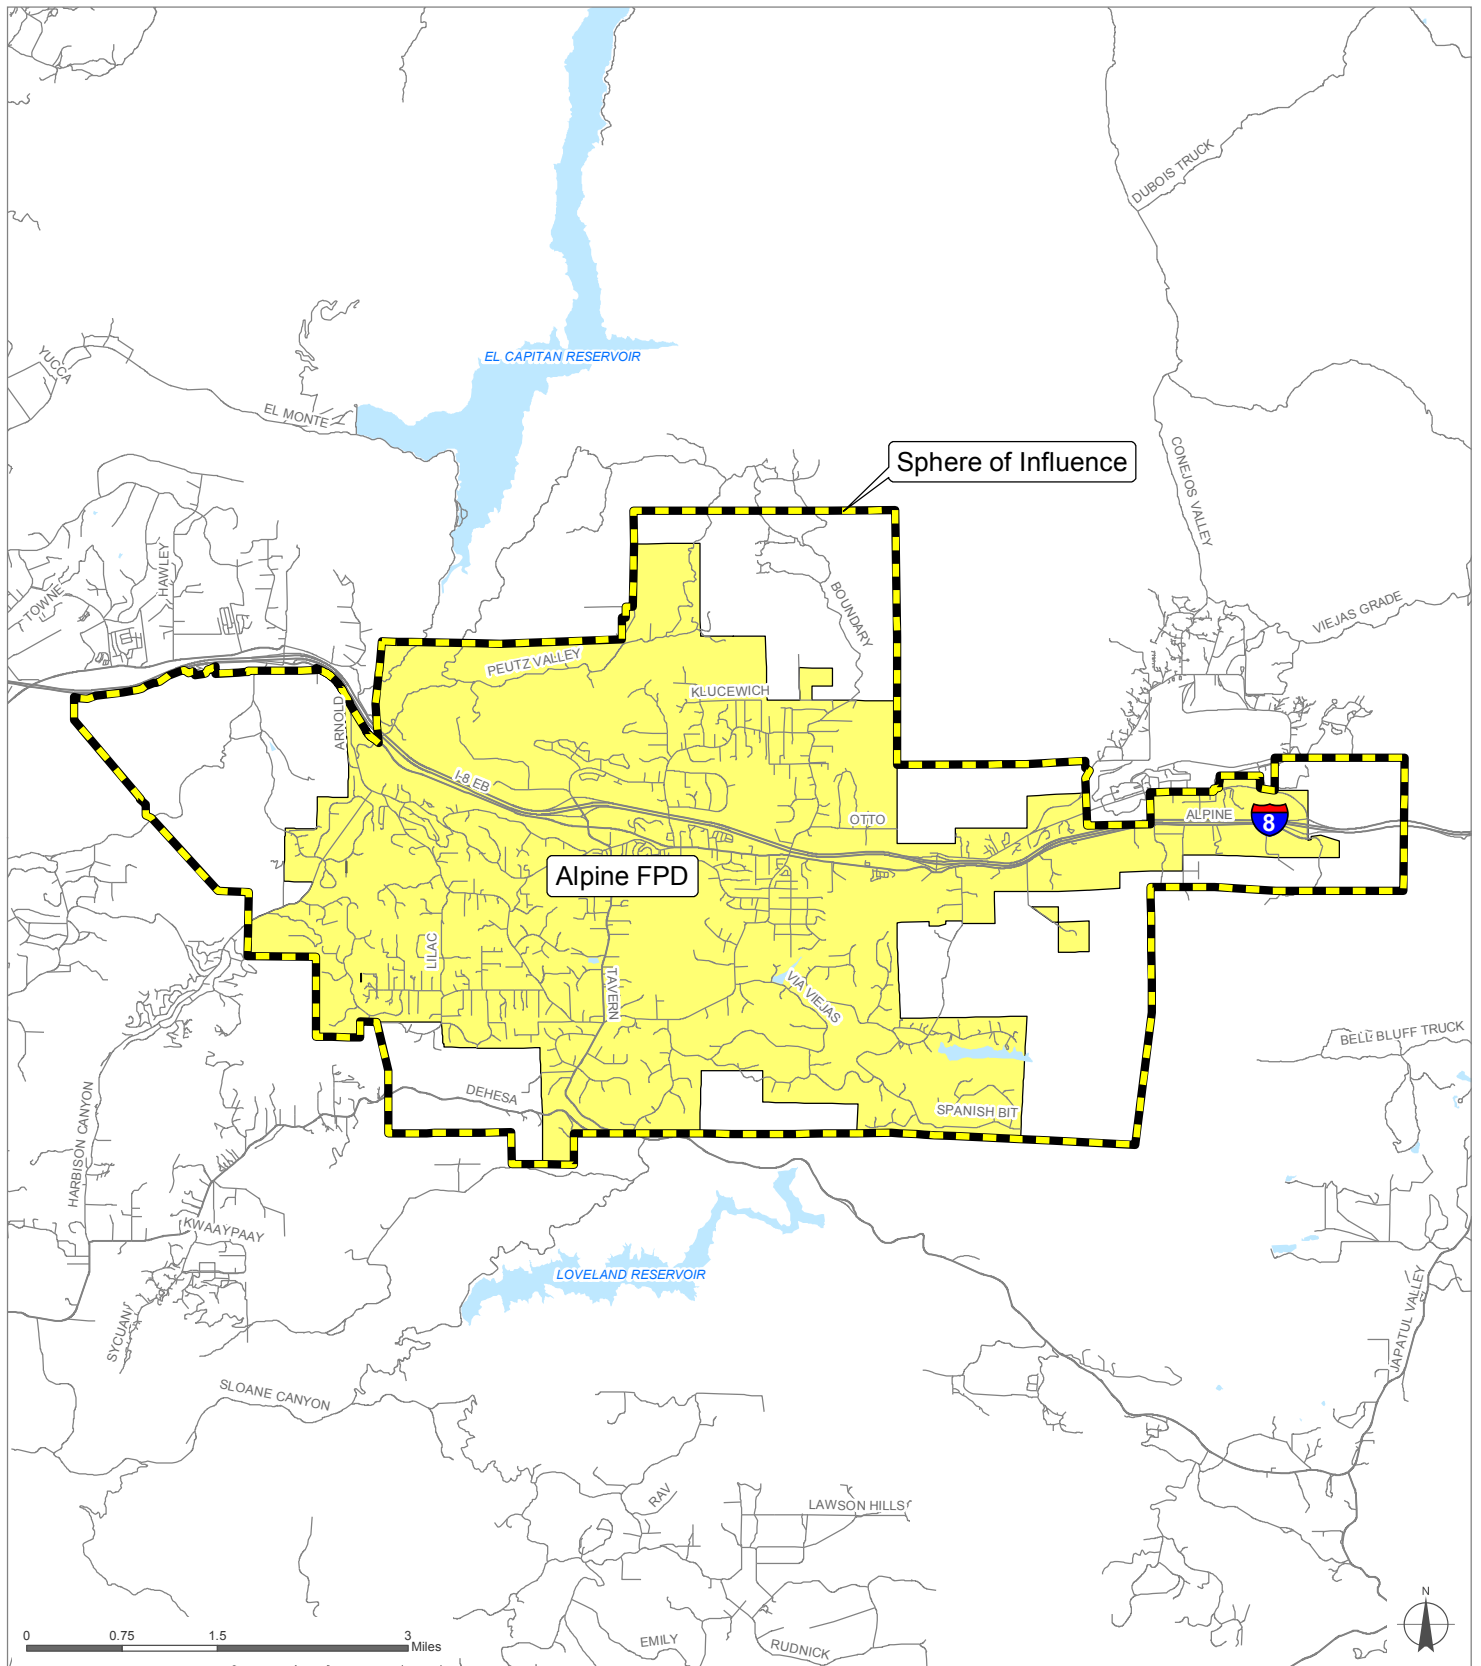 DUBOIS TRUCK
EL CAPITAN RESERVOIR
YUCCA
EL MONTE
Sphere of Influence
CONEJOS VALLEY
HAWLEY
TOWNE
BOUNDARY
VIEJAS GRADE
PEUTZ VALLEY
KLUCEWICH
ARNOLD
I-8 EB
OTTO
ALPINE
8
Alpine FPD
LILAC
TAVERN
VIA VIEJAS
BELL BLUFF TRUCK
DEHESA
SPANISH BIT
HARBISON CANYON
KWAAYPAAY
LOVELAND RESERVOIR
SYCUAN
JAPATUL VALLEY
SLOANE CANYON
RAV
LAWSON HILLS
N
0 0.75 1.5 3
Miles
EMILY
RUDNICK